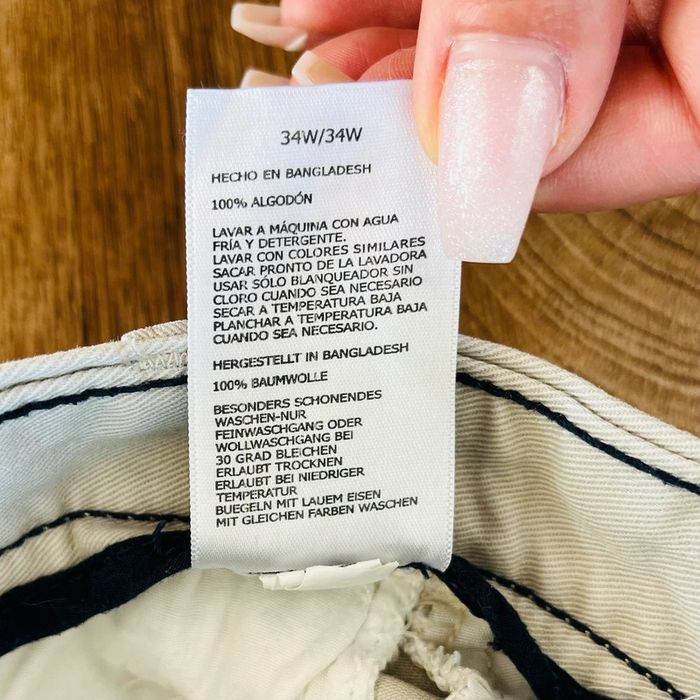 34W/34W
HECHO EN BANGLADESH
100% ALGODÓN
LAVAR A MÁQUINA CON AGUA
FRÍA Y DETERGENTE.
LAVAR CON COLORES SIMILARES
SACAR PRONTO DE LA LAVADORA
USAR SÓLO BLANQUEADOR SIN
CLORO CUANDO SEA NECESARIO
SECAR A TEMPERATURA BAJA
PLANCHAR A TEMPERATURA BAJA
CUANDO SEA NECESARIO.
HERGESTELLT IN BANGLADESH
100% BAUMWOLLE
BESONDERS SCHONENDES
WASCHEN-NUR
FEINWASCHGANG ODER
WOLLWASCHGANG BEI
30 GRAD BLEICHEN
ERLAUBT TROCKNEN
ERLAUBT BEI NIEDRIGER
TEMPERATUR
BUEGELN MIT LAUEM EISEN
MIT GLEICHEN FARBEN WASCHEN